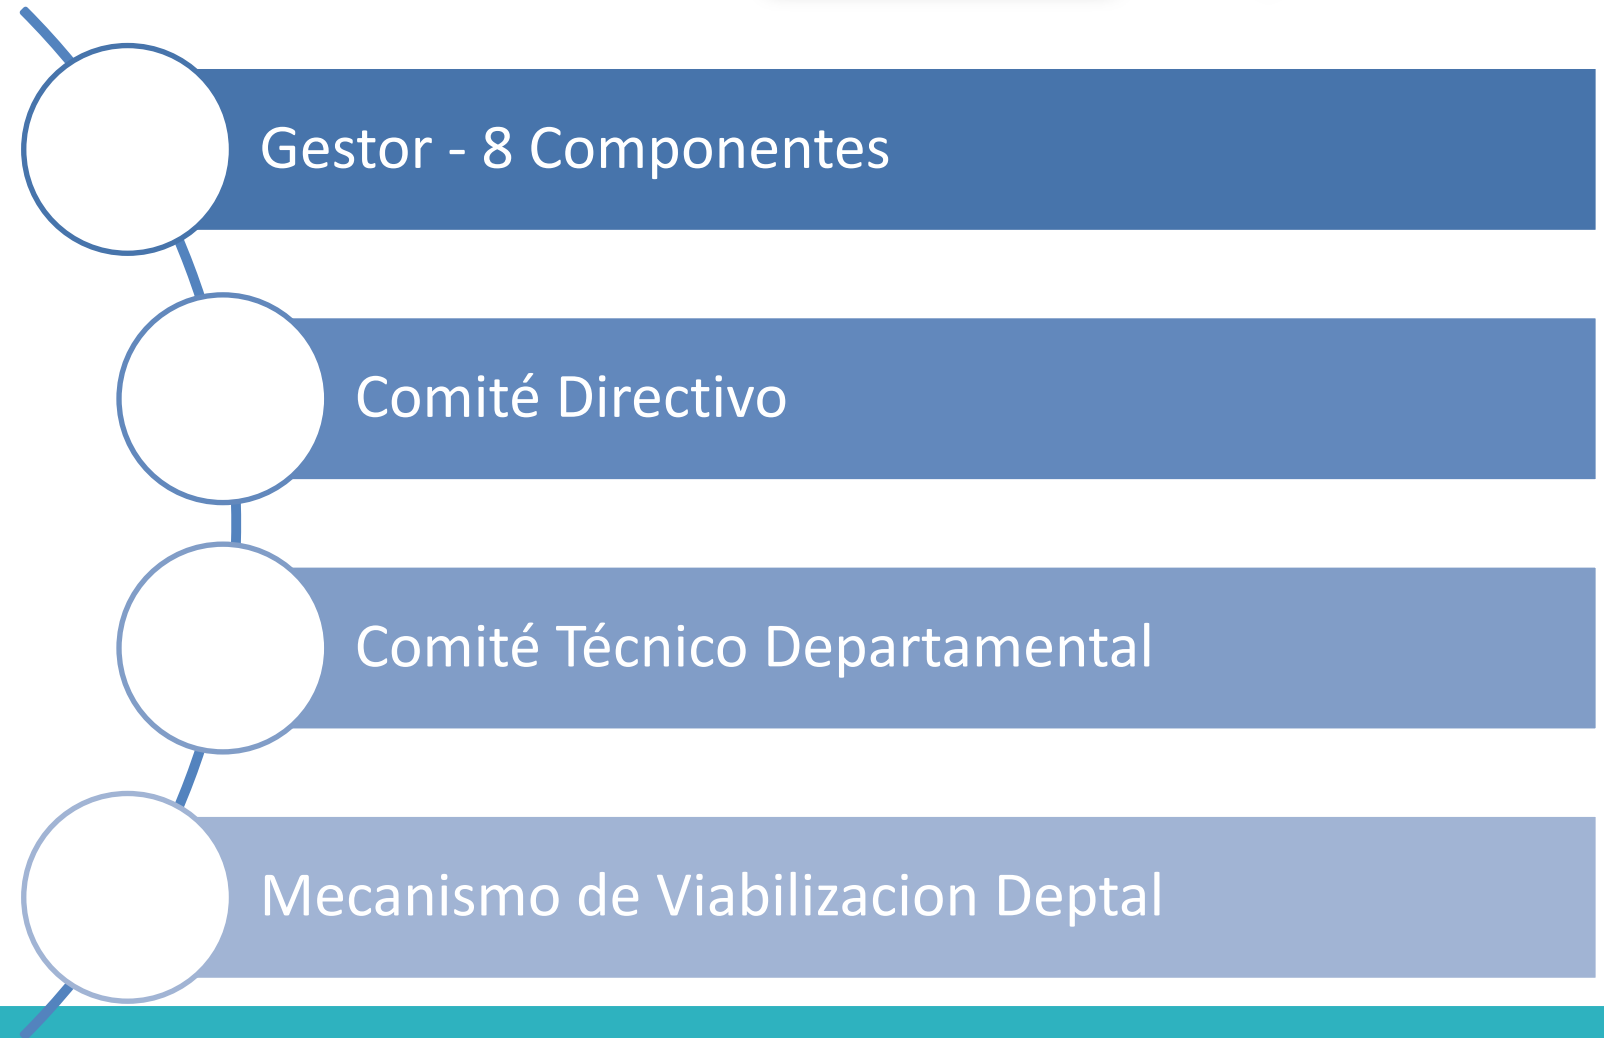 Gestor - 8 Componentes
Comité Directivo
Comité Técnico Departamental
Mecanismo de Viabilizacion Deptal